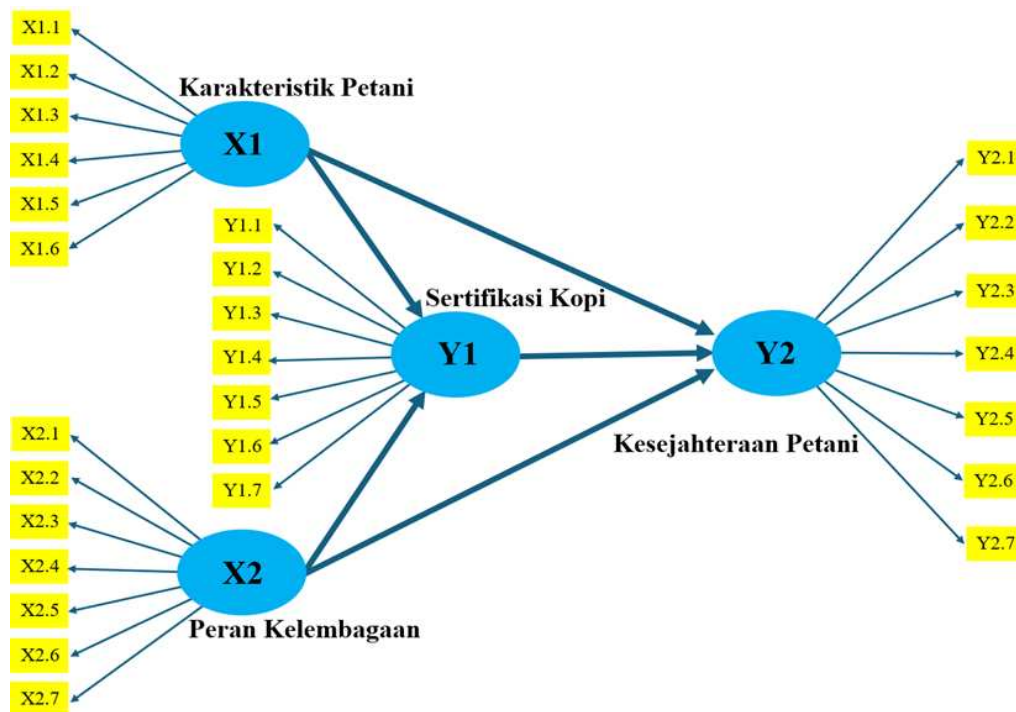 X1.1
X1.2
X1.3
X1.4
X1.5
X1.6
Karakteristik Petani
X1
Y1.1
Y1.2
Y1.3
Y1.4
Y1.5
Y1.6
Y1.7
Sertifikasi Kopi
Y1
X2.1
X2.2
X2.3
X2.4
X2.5
X2.6
X2.7
X2
Peran Kelembagaan
Y2
Kesejahteraan Petani
Y2.1
Y2.2
Y2.3
Y2.4
Y2.5
Y2.6
Y2.7